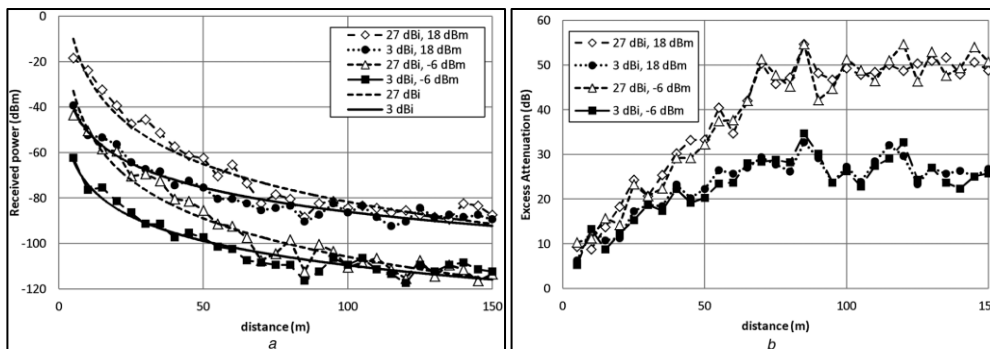 0
-20
-40
-60
-80
-100
-120
Received power (dBm)
27 dBi, 18 dBm
3 dBi, 18 dBm
27 dBi, -6 dBm
3 dBi, -6 dBm
27 dBi
3 dBi
0
50
100
150
distance (m)
a
60
50
40
30
20
10
0
Excess Attenuation (dB)
27 dBi, 18 dBm
3 dBi, 18 dBm
27 dBi, -6 dBm
3 dBi, -6 dBm
0
50
100
150
distance (m)
b